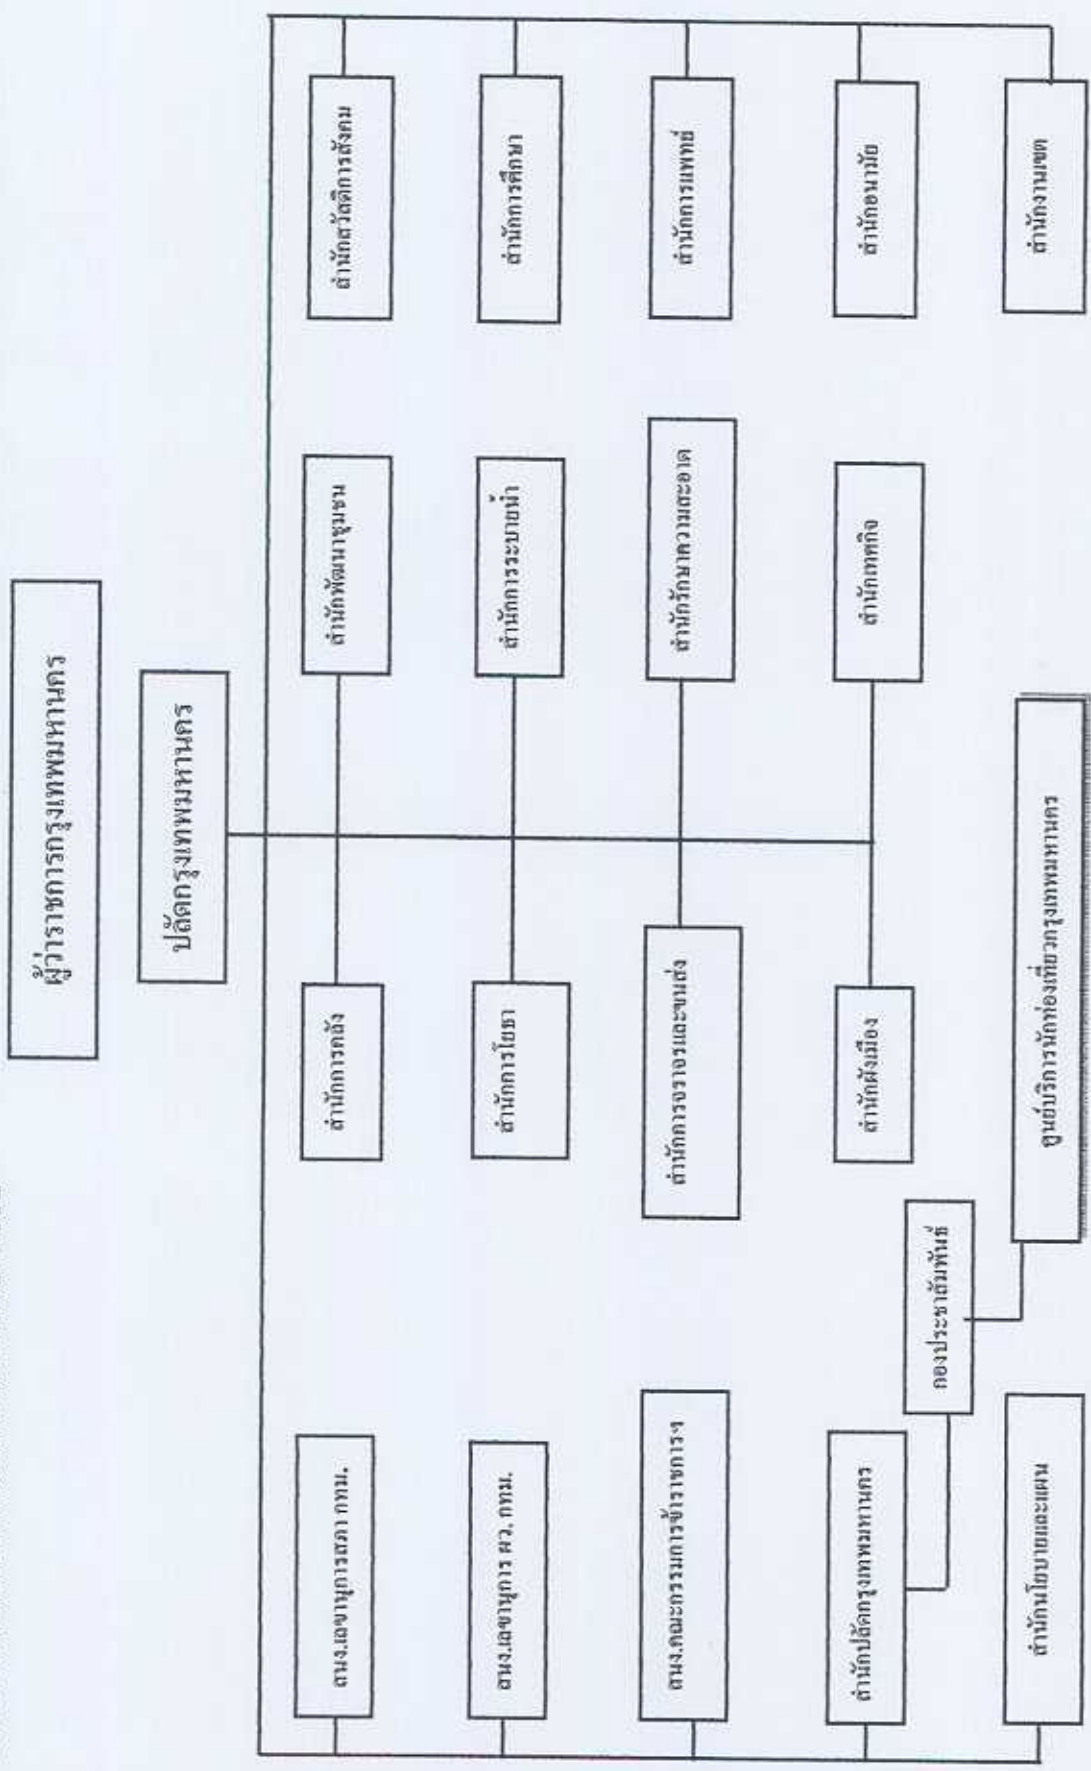 ผู้ว่าราชการกรุงเทพมหานคร
ปลัดกรุงเทพมหานคร
สนง.เลขานุการสภา กทม.
สำนักการคลัง
สำนักพัฒนาชุมชน
สำนักสวัสดิการสังคม
สนง.เลขานุการ ผว. กทม.
สำนักการโยธา
สำนักการระบายน้ำ
สำนักการศึกษา
สนง.คณะกรรมการข้าราชการฯ
สำนักการจราจรและขนส่ง
สำนักรักษาความสะอาด
สำนักการแพทย์
สำนักปลัดกรุงเทพมหานคร
สำนักผังเมือง
สำนักเทศกิจ
สำนักอนามัย
กองประชาสัมพันธ์
สำนักนโยบายและแผน
ศูนย์บริการนักท่องเที่ยวกรุงเทพมหานคร
สำนักงานเขต